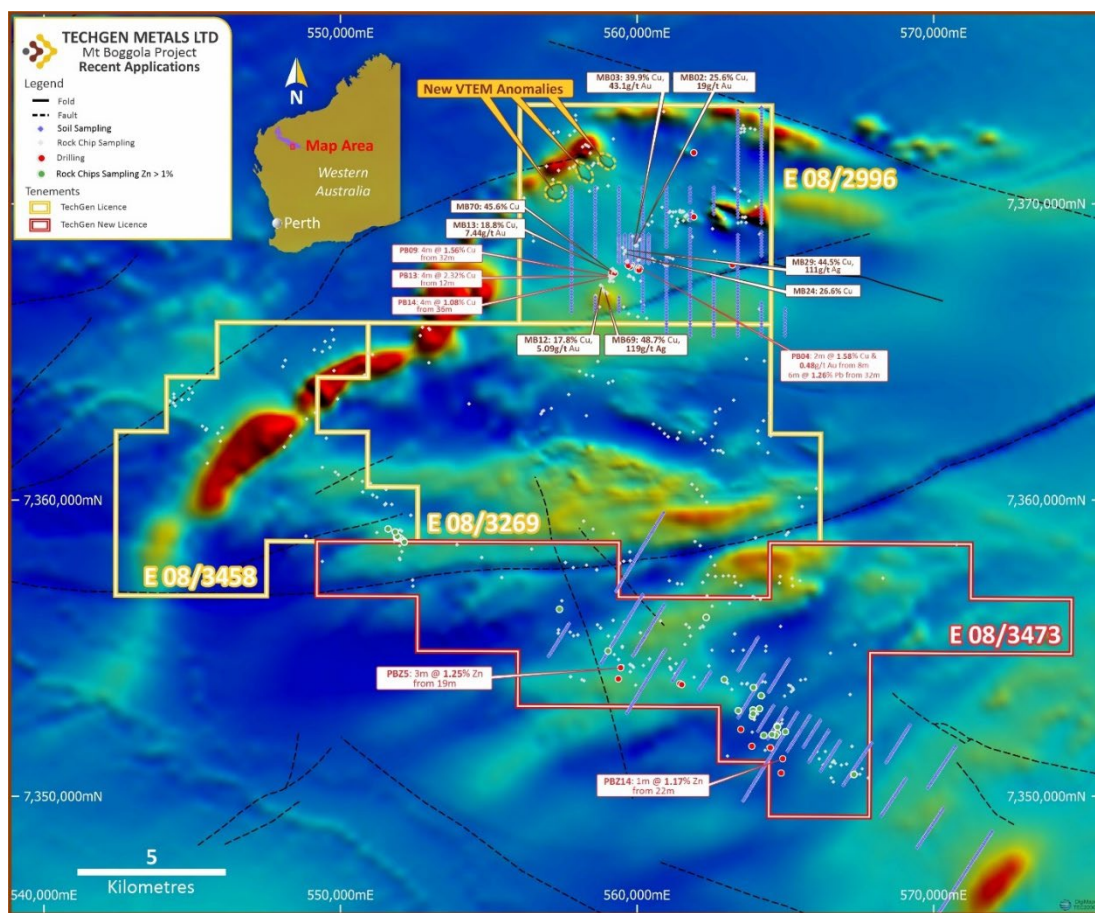 TECHGEN METALS LTD
Mt Boggola Project
Recent Applications
Legend
Fold
Fault
Soil Sampling
Rock Chip Sampling
Drilling
Rock Chips Sampling Zn > 1%
Tenements
TechGen Licence
TechGen New Licence
N
Map Area
Western
Australia
Perth
550,000mE
560,000mE
570,000mE
New VTEM Anomalies
MB03: 39.9% Cu,
43.1g/t Au
MB02: 25.6% Cu,
19g/t Au
E 08/2996
7,370,000mN
7,370,000mN
MB70: 45.6% Cu
MB13: 18.8% Cu,
7.44g/t Au
PB09: 4m @ 1.56% Cu
from 32m
PB13: 4m @ 2.32% Cu
from 12m
PB14: 4m @ 1.08% Cu
from 36m
MB29: 44.5% Cu,
111g/t Ag
MB24: 26.6% Cu
MB12: 17.8% Cu,
5.09g/t Au
MB69: 48.7% Cu,
119g/t Ag
PB04: 2m @ 1.58% Cu &
0.48g/t Au from 8m
6m @ 1.26% Pb from 32m
7,360,000mN
7,360,000mN
E 08/3269
E 08/3458
E 08/3473
PBZ5: 3m @ 1.25% Zn
from 19m
PBZ14: 1m @ 1.17% Zn
from 22m
7,350,000mN
7,350,000mN
5
Kilometres
540,000mE
550,000mE
560,000mE
570,000mE